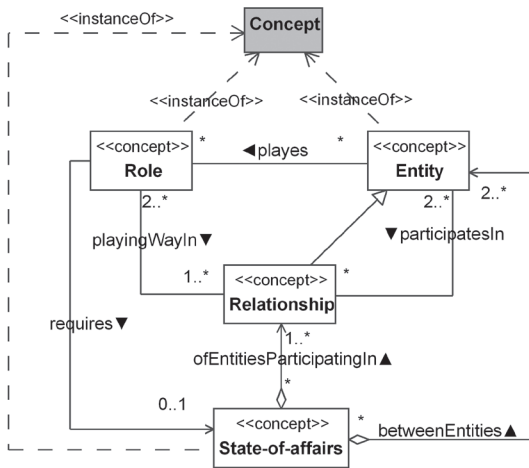 <<instanceOf>>
Concept
<<instanceOf>>
<<instanceOf>>
<<concept>>
Role
*
◄playes
*
<<concept>>
Entity
2..*
2..*
2..*
playingWayIn▼
▼participatesIn
1..*
<<concept>>
Relationship
*
requires▼
1..*
ofEntitiesParticipatingIn▲
*
0..1
<<concept>>
State-of-affairs
*
betweenEntities▲